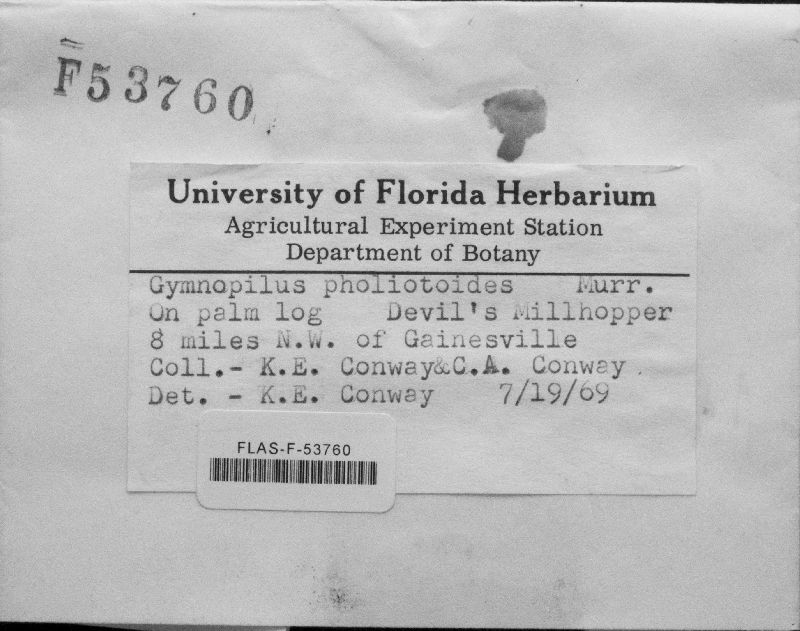 F53760
University of Florida Herbarium
Agricultural Experiment Station
Department of Botany
Gymnopilus pholiotoides Murr.
On palm log Devil's Millhopper
8 miles N.W. of Gainesville
Coll.- K.E. Conway&C.A. Conway.
Det. - K.E. Conway 7/19/69
FLAS-F-53760